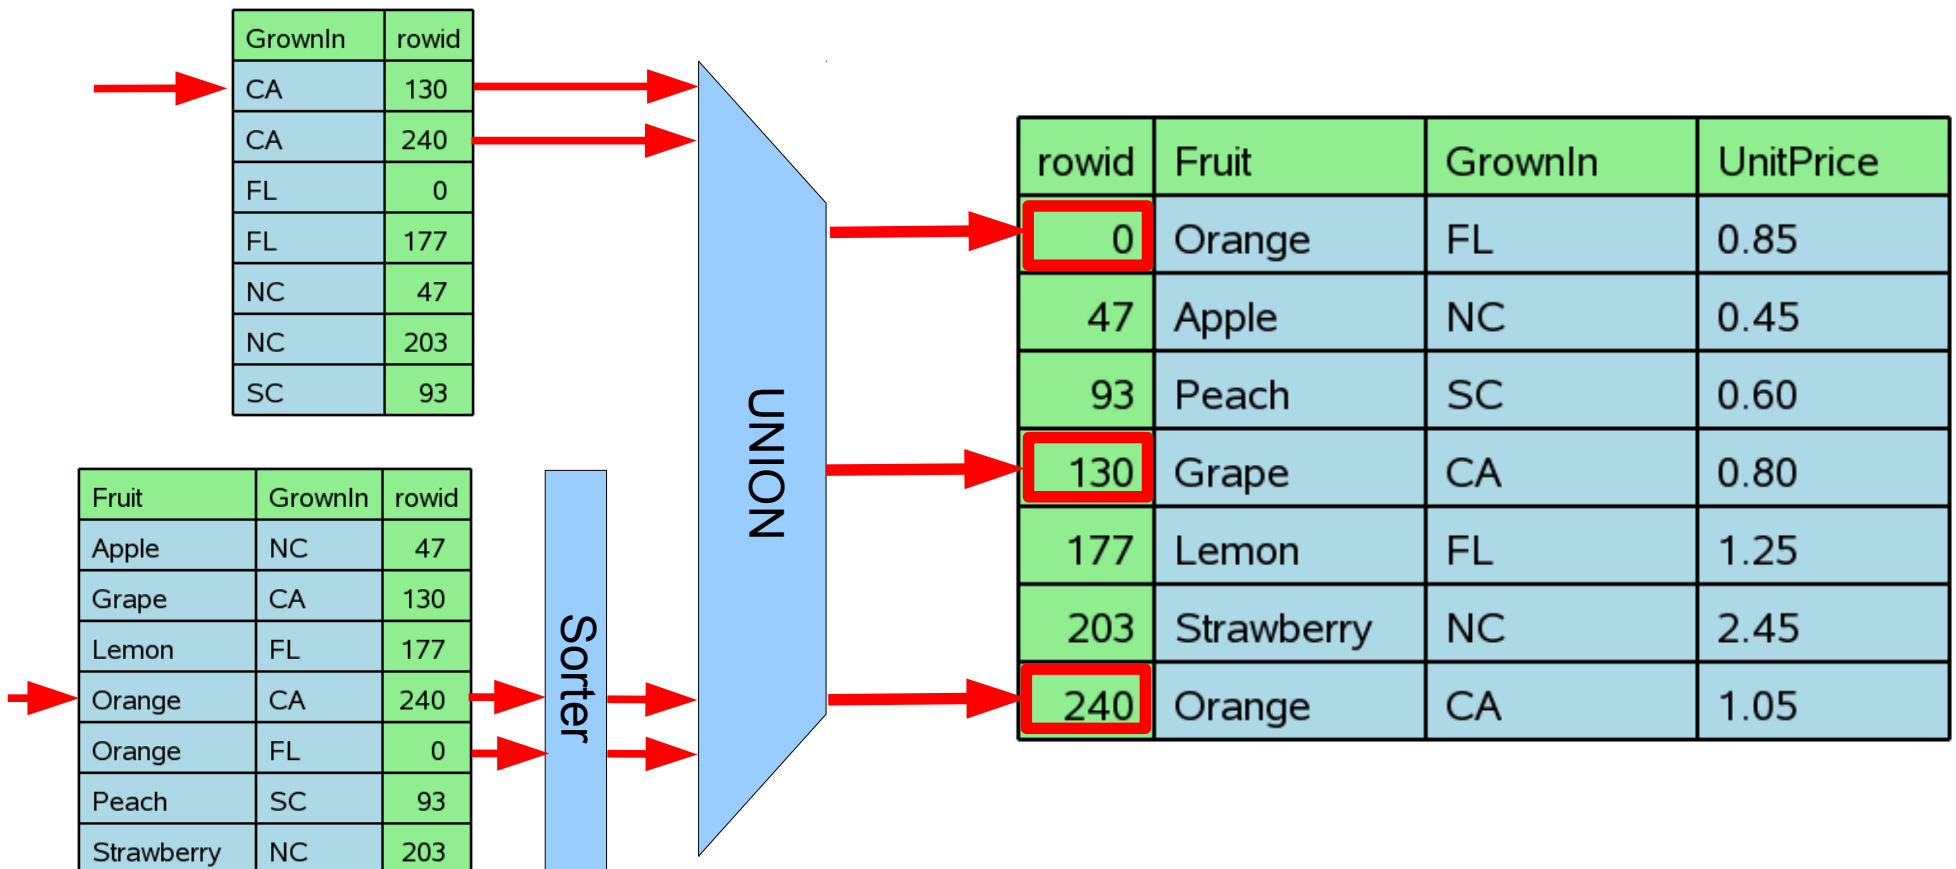 GrownIn rowid
CA 130
CA 240
FL 0
FL 177
NC 47
NC 203
SC 93
Fruit GrownIn rowid
Apple NC 47
Grape CA 130
Lemon FL 177
Orange CA 240
Orange FL 0
Peach SC 93
Strawberry NC 203
Sorter
UNION
rowid Fruit GrownIn UnitPrice
0 Orange FL 0.85
47 Apple NC 0.45
93 Peach SC 0.60
130 Grape CA 0.80
177 Lemon FL 1.25
203 Strawberry NC 2.45
240 Orange CA 1.05